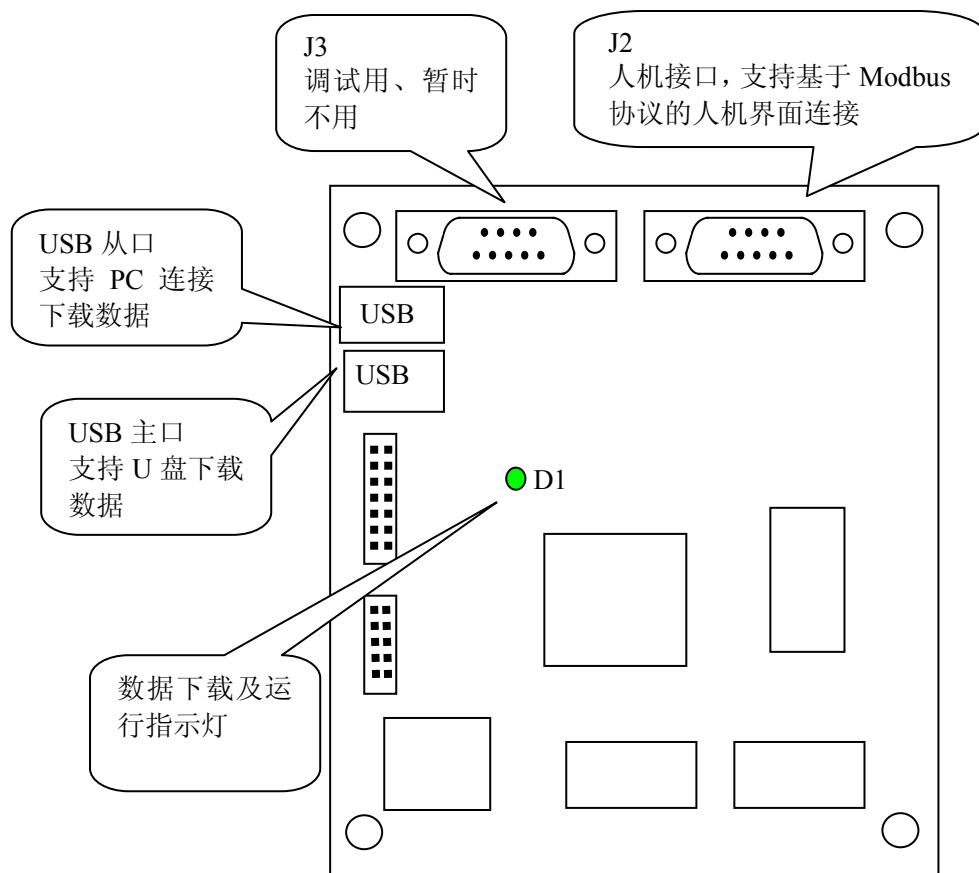 J3
调试用、暂时
不用
J2
人机接口，支持基于 Modbus
协议的人机界面连接
USB 从口
支持 PC 连接
下载数据
USB
USB
USB 主口
支持 U 盘下载
数据
D1
数据下载及运
行指示灯